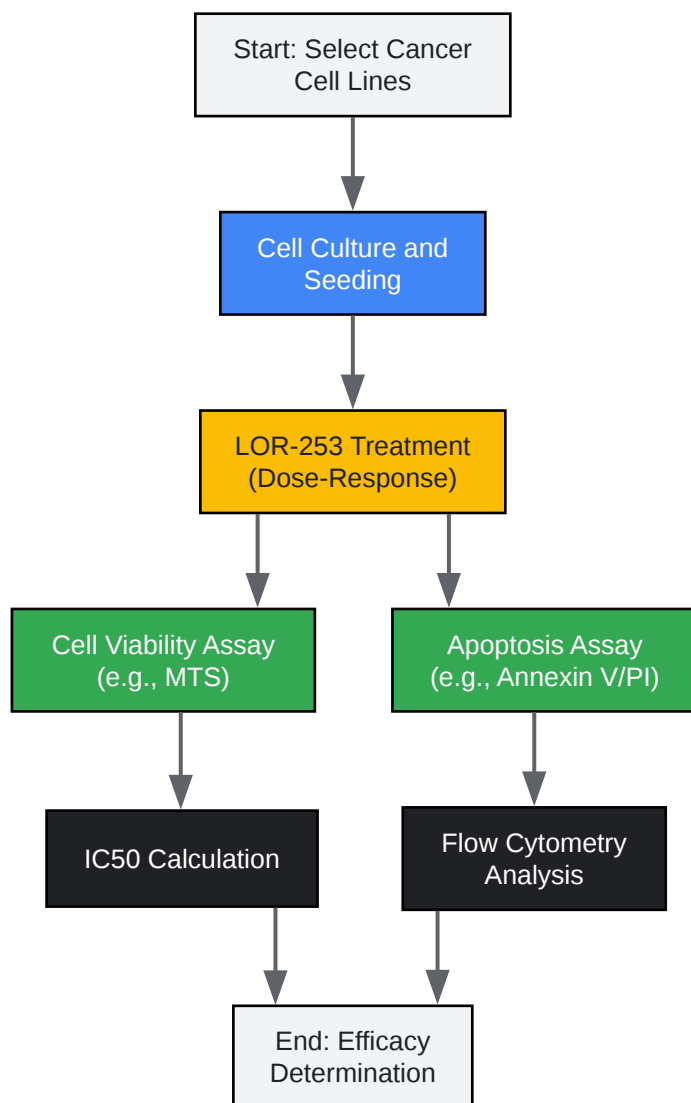 Start: Select Cancer
Cell Lines
Cell Culture and
Seeding
LOR-253 Treatment
(Dose-Response)
Cell Viability Assay
(e.g., MTS)
Apoptosis Assay
(e.g., Annexin V/PI)
IC50 Calculation
Flow Cytometry
Analysis
End: Efficacy
Determination